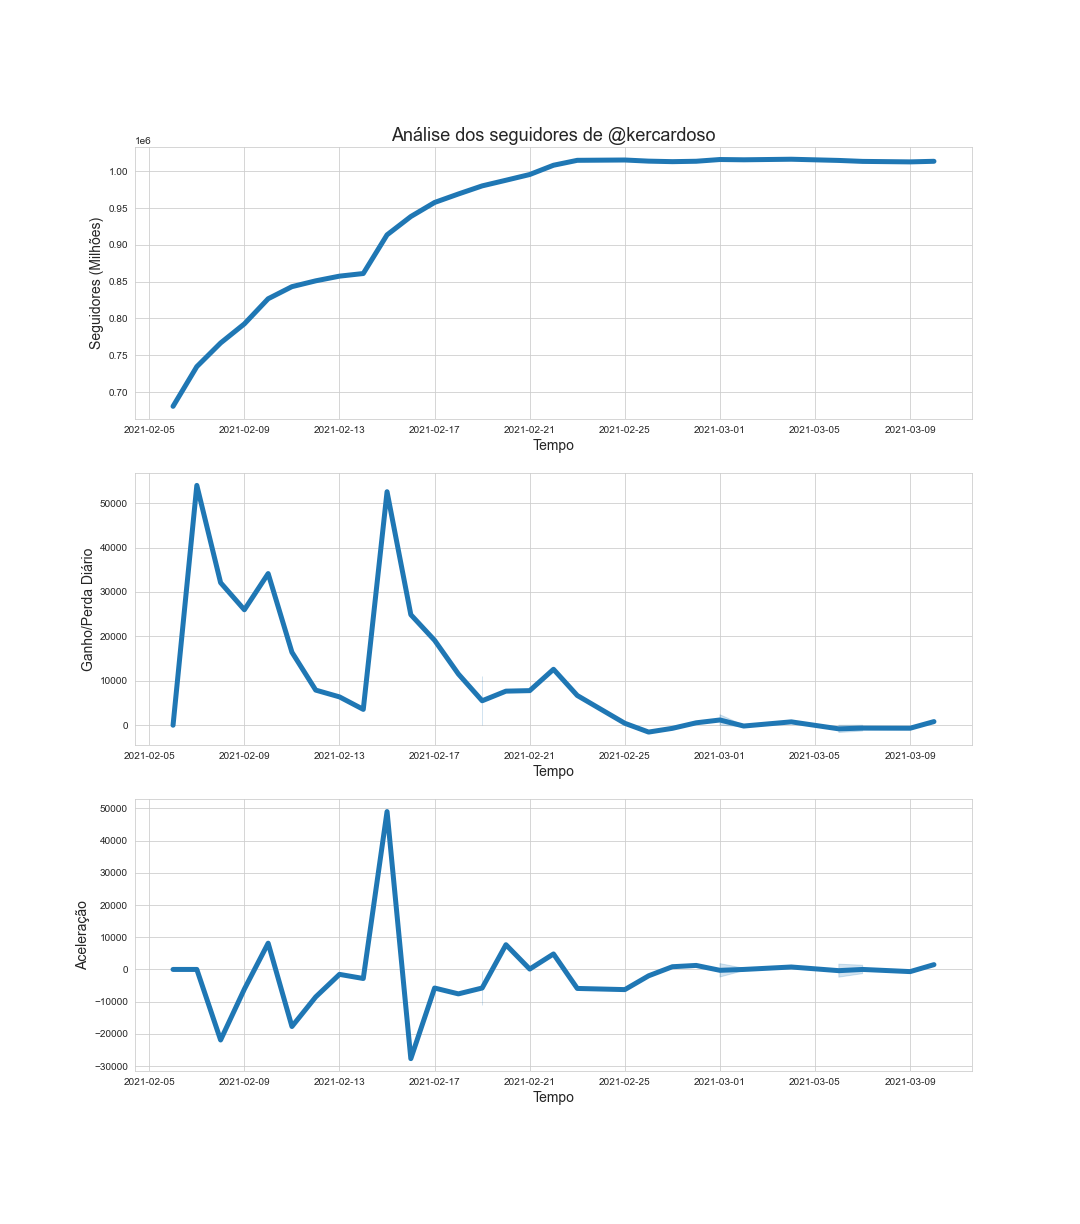 Análise dos seguidores de @kercardoso
1e6
1.00
0.95
0.90
0.85
0.80
0.75
0.70
Seguidores (Milhões)
2021-02-05 2021-02-09 2021-02-13 2021-02-17 2021-02-21 2021-02-25 2021-03-01 2021-03-05 2021-03-09
Tempo
50000
40000
30000
20000
10000
0
Ganho/Perda Diário
2021-02-05 2021-02-09 2021-02-13 2021-02-17 2021-02-21 2021-02-25 2021-03-01 2021-03-05 2021-03-09
Tempo
50000
40000
30000
20000
10000
0
−10000
−20000
−30000
Aceleração
2021-02-05 2021-02-09 2021-02-13 2021-02-17 2021-02-21 2021-02-25 2021-03-01 2021-03-05 2021-03-09
Tempo